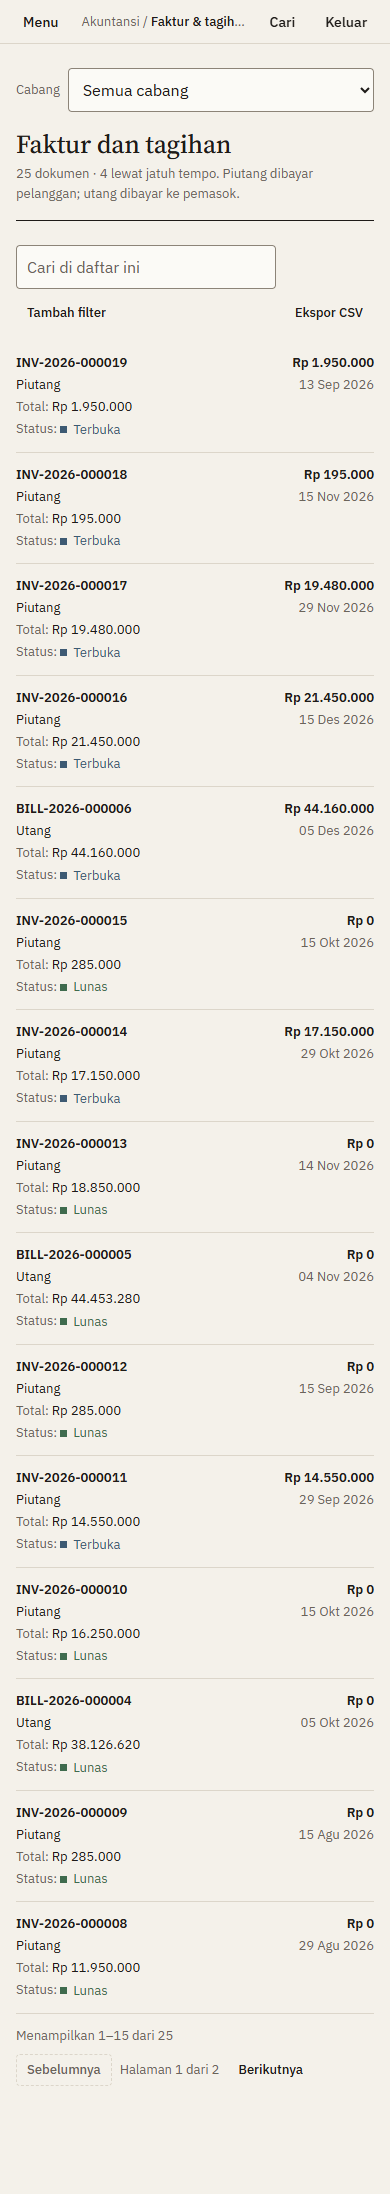 Menu Akuntansi / Faktur & tagih... Cari Keluar
Cabang Semua cabang
Faktur dan tagihan
25 dokumen · 4 lewat jatuh tempo. Piutang dibayar
pelanggan; utang dibayar ke pemasok.
Cari di daftar ini
Tambah filter Ekspor CSV
INV-2026-000019 Rp 1.950.000
Piutang 13 Sep 2026
Total: Rp 1.950.000
Status: Terbuka
INV-2026-000018 Rp 195.000
Piutang 15 Nov 2026
Total: Rp 195.000
Status: Terbuka
INV-2026-000017 Rp 19.480.000
Piutang 29 Nov 2026
Total: Rp 19.480.000
Status: Terbuka
INV-2026-000016 Rp 21.450.000
Piutang 15 Des 2026
Total: Rp 21.450.000
Status: Terbuka
BILL-2026-000006 Rp 44.160.000
Utang 05 Des 2026
Total: Rp 44.160.000
Status: Terbuka
INV-2026-000015 Rp 0
Piutang 15 Okt 2026
Total: Rp 285.000
Status: Lunas
INV-2026-000014 Rp 17.150.000
Piutang 29 Okt 2026
Total: Rp 17.150.000
Status: Terbuka
INV-2026-000013 Rp 0
Piutang 14 Nov 2026
Total: Rp 18.850.000
Status: Lunas
BILL-2026-000005 Rp 0
Utang 04 Nov 2026
Total: Rp 44.453.280
Status: Lunas
INV-2026-000012 Rp 0
Piutang 15 Sep 2026
Total: Rp 285.000
Status: Lunas
INV-2026-000011 Rp 14.550.000
Piutang 29 Sep 2026
Total: Rp 14.550.000
Status: Terbuka
INV-2026-000010 Rp 0
Piutang 15 Okt 2026
Total: Rp 16.250.000
Status: Lunas
BILL-2026-000004 Rp 0
Utang 05 Okt 2026
Total: Rp 38.126.620
Status: Lunas
INV-2026-000009 Rp 0
Piutang 15 Agu 2026
Total: Rp 285.000
Status: Lunas
INV-2026-000008 Rp 0
Piutang 29 Agu 2026
Total: Rp 11.950.000
Status: Lunas
Menampilkan 1–15 dari 25
Sebelumnya Halaman 1 dari 2 Berikutnya